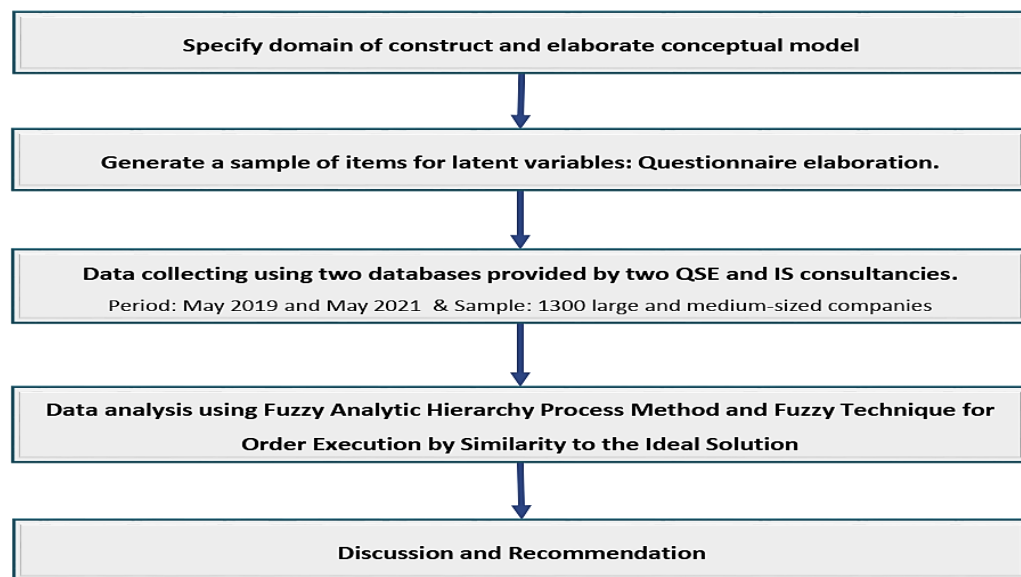 Specify domain of construct and elaborate conceptual model
Generate a sample of items for latent variables: Questionnaire elaboration.
Data collecting using two databases provided by two QSE and IS consultancies.
Period: May 2019 and May 2021  & Sample: 1300 large and medium-sized companies
Data analysis using Fuzzy Analytic Hierarchy Process Method and Fuzzy Technique for
Order Execution by Similarity to the Ideal Solution
Discussion and Recommendation